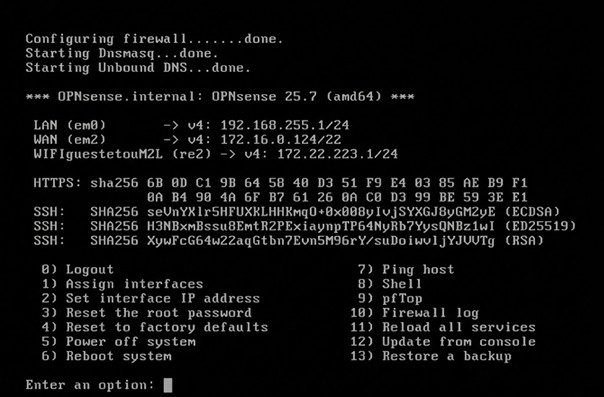 Configuring firewall.......done.
Starting Dnsmasq...done.
Starting Unbound DNS...done.
*** OPNsense.internal: OPNsense 25.7 (amd64) ***
LAN (em0) -> v4: 192.168.255.1/24
WAN (em2) -> v4: 172.16.0.124/22
WIFIguestetouM2L (re2) -> v4: 172.22.223.1/24
HTTPS: sha256 6B 0D C1 9B 64 58 40 D3 51 F9 E4 03 85 AE B9 F1
0A B4 90 4A 6F B7 61 26 0A C0 D3 99 BE 59 3E E1
SSH: SHA256 seVnYXlr5HFUXKLHHKmqO+0x008yIvjSYXGJ8yGM2yE (ECDSA)
SSH: SHA256 H3NBxmBssu8EmtR2PExiaynpTP64NyRb7YysQNBz1wI (ED25519)
SSH: SHA256 XywFcG64w22aqGtbn7Evn5M96rY/suDoiwvljYJVVTg (RSA)
0) Logout 7) Ping host
1) Assign interfaces 8) Shell
2) Set interface IP address 9) pfTop
3) Reset the root password 10) Firewall log
4) Reset to factory defaults 11) Reload all services
5) Power off system 12) Update from console
6) Reboot system 13) Restore a backup
Enter an option: